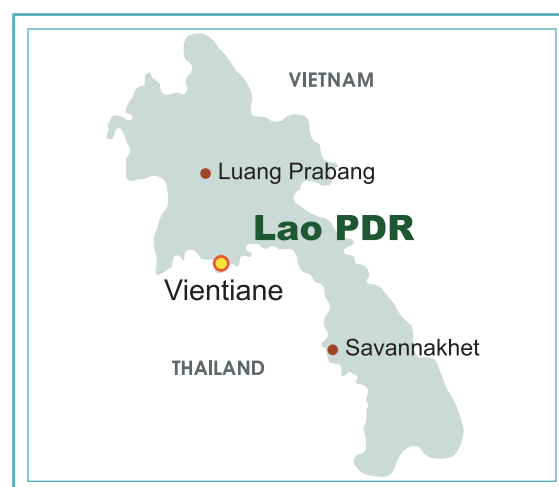 VIETNAM
Luang Prabang
Lao PDR
Vientiane
Savannakhet
THAILAND